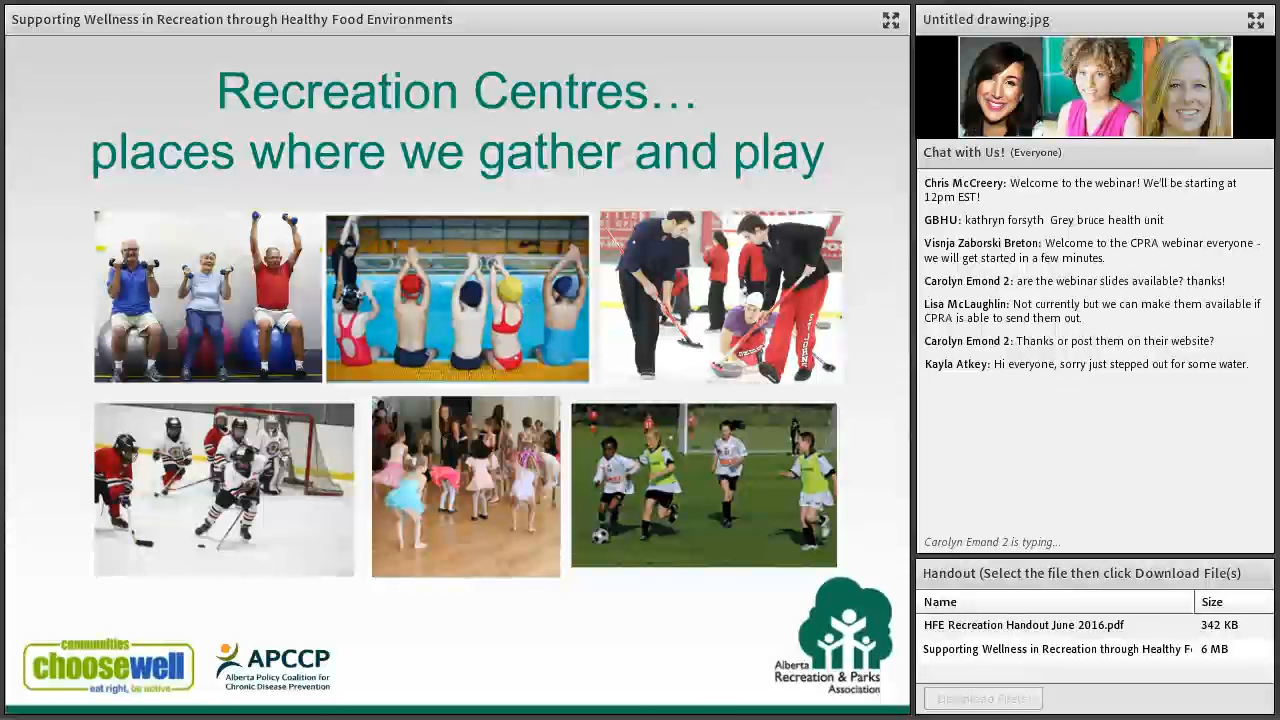 Supporting Wellness in Recreation through Healthy Food Environments
Recreation Centres…
places where we gather and play
communities
choosewell
eat right, be active
APCCP
Alberta Policy Coalition for
Chronic Disease Prevention
Alberta
Recreation & Parks
Association
Untitled drawing.jpg
Chat with Us! (Everyone)
Chris McCreery: Welcome to the webinar! We'll be starting at
12pm EST!
GBHU: kathryn forsyth Grey bruce health unit
Visnja Zaborski Breton: Welcome to the CPRA webinar everyone -
we will get started in a few minutes.
Carolyn Emond 2: are the webinar slides available? thanks!
Lisa McLaughlin: Not currently but we can make them available if
CPRA is able to send them out.
Carolyn Emond 2: Thanks or post them on their website?
Kayla Atkey: Hi everyone, sorry just stepped out for some water.
Carolyn Emond 2 is typing...
Handout (Select the file then click Download File(s)
Name Size
HFE Recreation Handout June 2016.pdf 342 KB
Supporting Wellness in Recreation through Healthy F 6 MB
Download File(s)